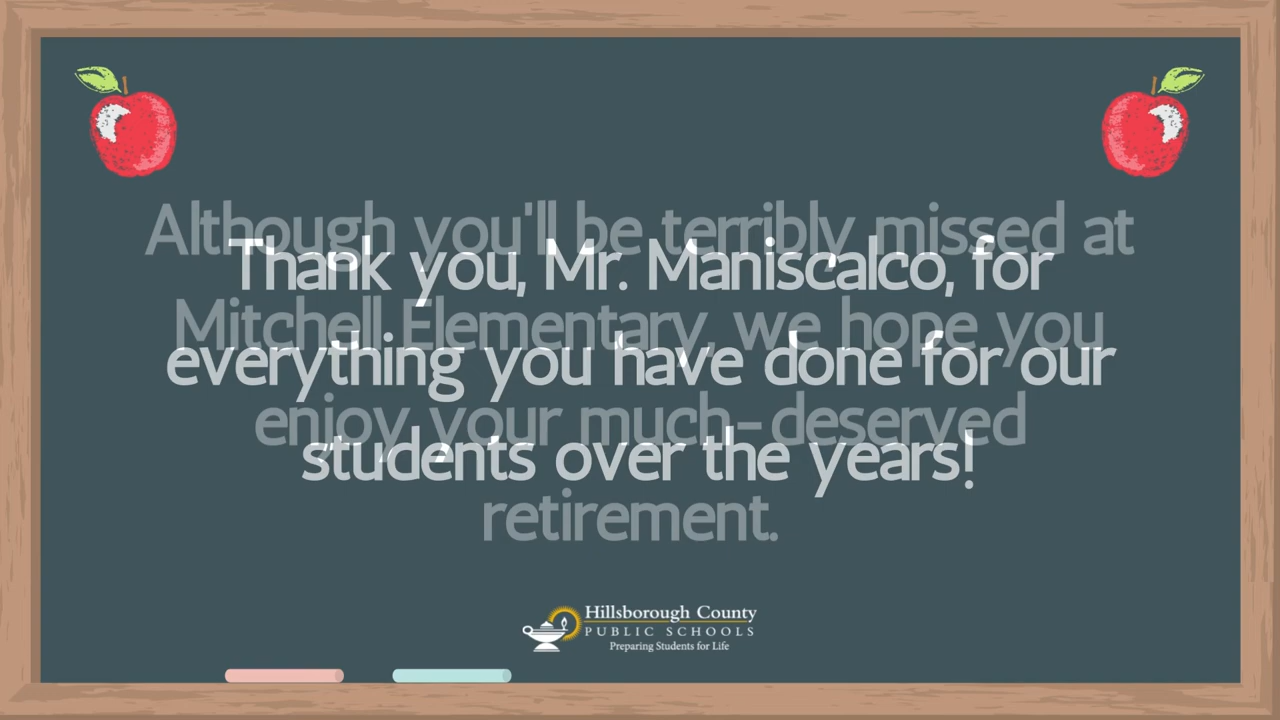 Although you'll be terribly missed at
Mitchell Elementary, we hope you
enjoy your much-deserved
retirement.
Thank you, Mr. Maniscalco, for
everything you have done for our
students over the years!
Hillsborough County
PUBLIC SCHOOLS
Preparing Students for Life